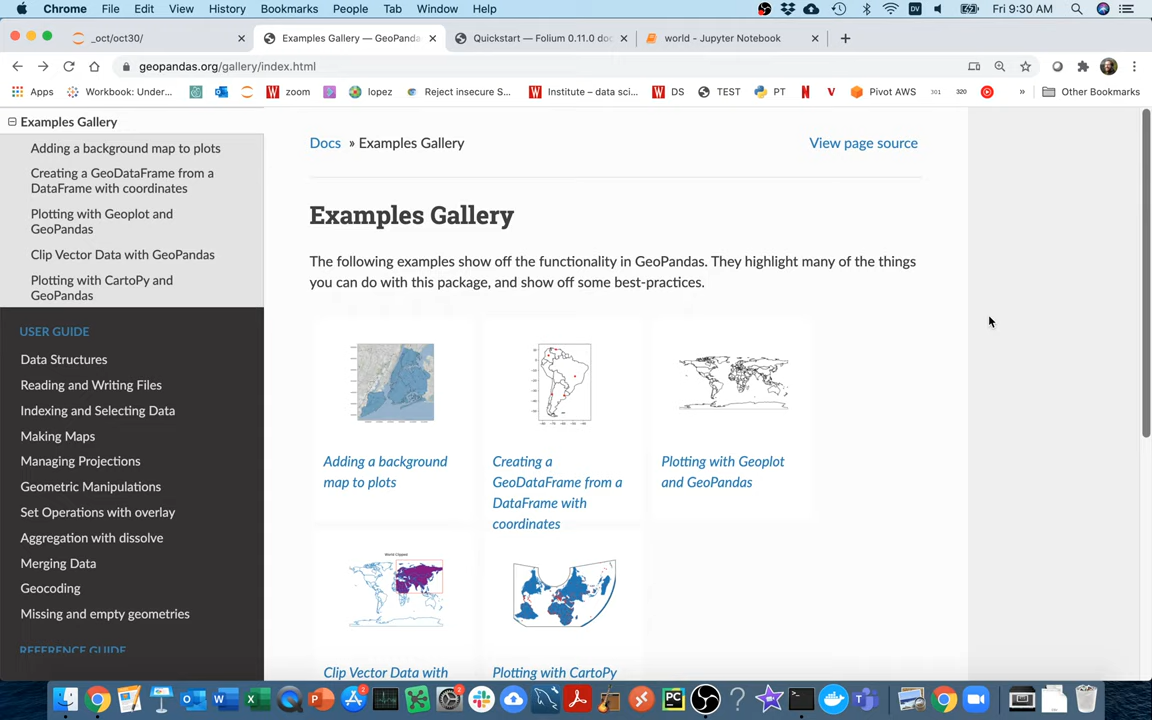 Chrome File Edit View History Bookmarks People Tab Window Help Fri 9:30 AM
_oct/oct30/ Examples Gallery — GeoPanda Quickstart — Folium 0.11.0 doc world - Jupyter Notebook
geopandas.org/gallery/index.html
Apps Workbook: Under... zoom lopez Reject insecure S... Institute – data sci... DS TEST PT Pivot AWS » Other Bookmarks
Examples Gallery
Adding a background map to plots
Creating a GeoDataFrame from a
DataFrame with coordinates
Plotting with Geoplot and
GeoPandas
Clip Vector Data with GeoPandas
Plotting with CartoPy and
GeoPandas
USER GUIDE
Data Structures
Reading and Writing Files
Indexing and Selecting Data
Making Maps
Managing Projections
Geometric Manipulations
Set Operations with overlay
Aggregation with dissolve
Merging Data
Geocoding
Missing and empty geometries
REFERENCE GUIDE
Docs » Examples Gallery View page source
Examples Gallery
The following examples show off the functionality in GeoPandas. They highlight many of the things
you can do with this package, and show off some best-practices.
Adding a background
map to plots
Creating a
GeoDataFrame from a
DataFrame with
coordinates
Plotting with Geoplot
and GeoPandas
Clip Vector Data with
Plotting with CartoPy